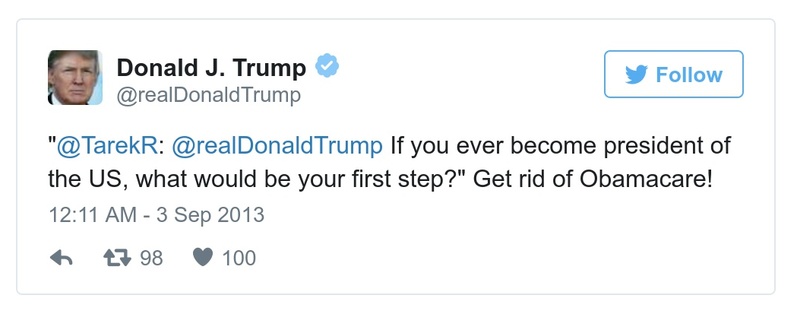 Donald J. Trump
Follow
@realDonaldTrump
"@TarekR: @realDonaldTrump If you ever become president of
the US, what would be your first step?" Get rid of Obamacare!
12:11 AM - 3 Sep 2013
98 100